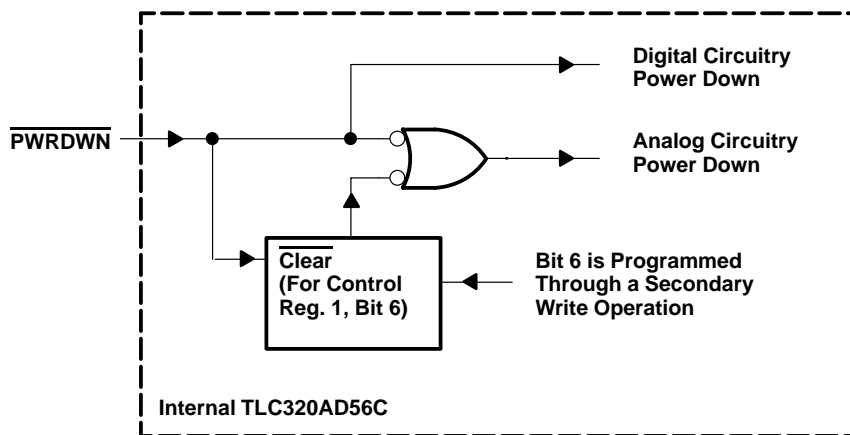 Digital Circuitry
Power Down
PWRDWN
Analog Circuitry
Power Down
Clear
(For Control
Reg. 1, Bit 6)
Bit 6 is Programmed
Through a Secondary
Write Operation
Internal TLC320AD56C